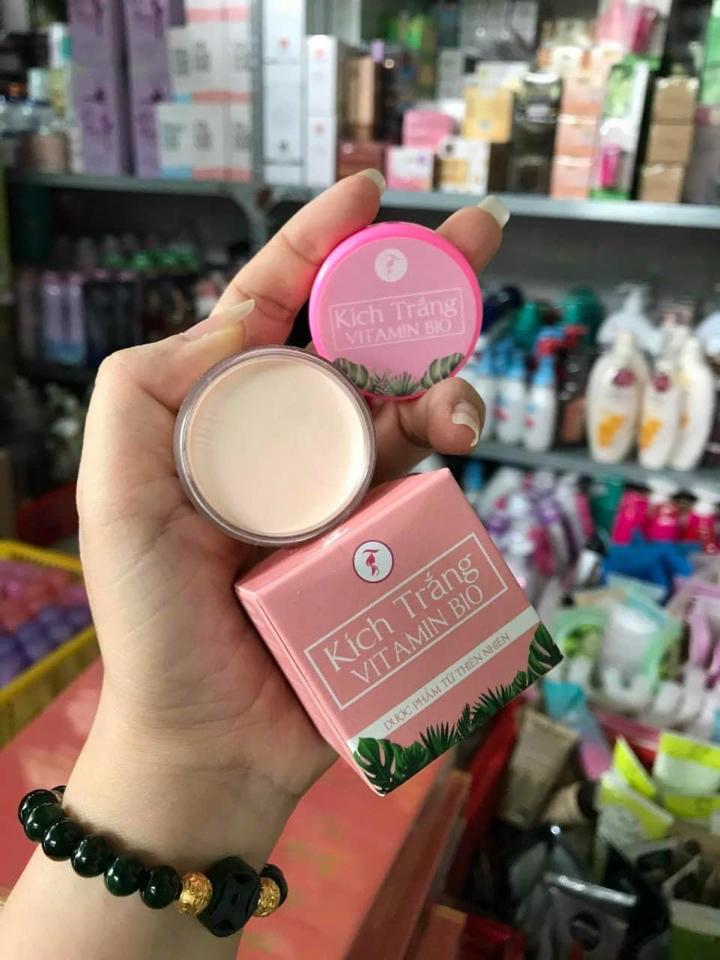 Kích Trắng
VITAMIN BIO
Kích Trắng
VITAMIN BIO
DƯỢC PHẨM TỪ THIÊN NHIÊN